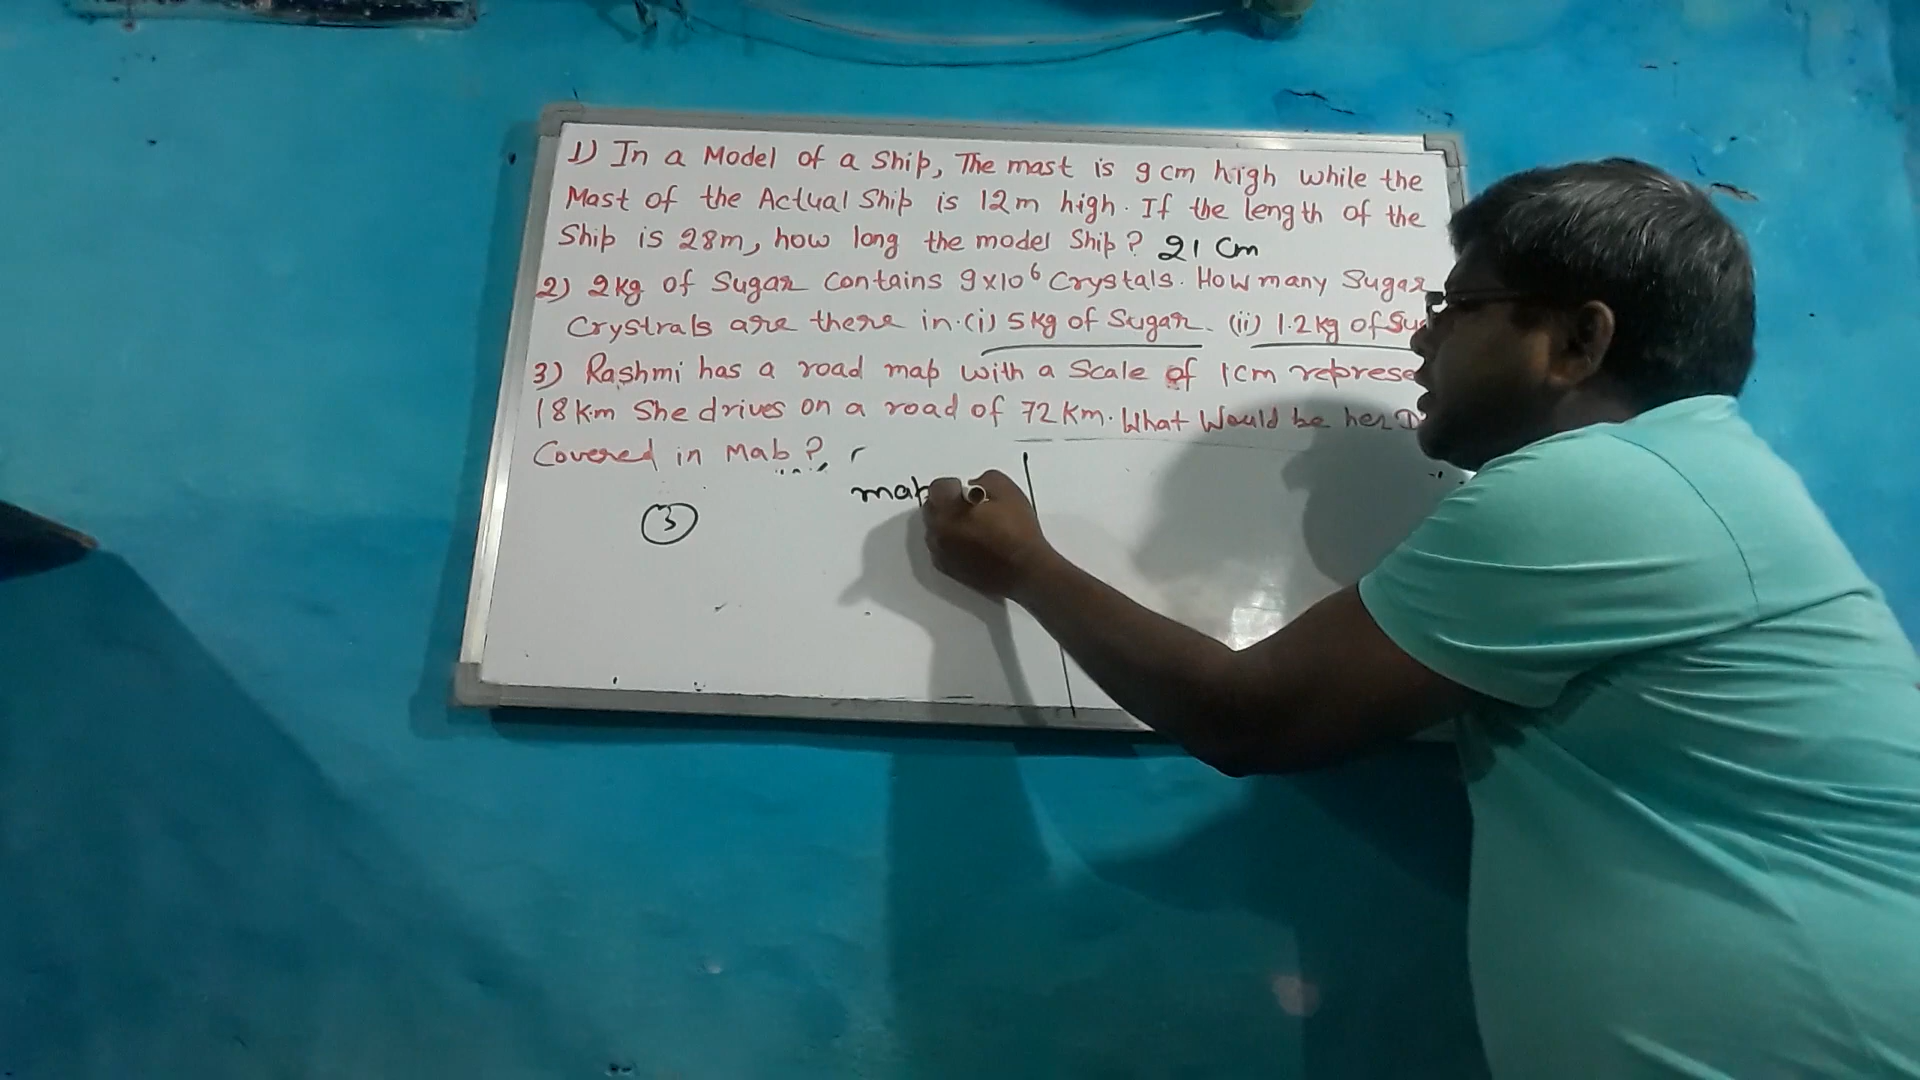 1) In a Model of a Ship, The mast is 9 cm high while the
Mast of the Actual Ship is 12m high. If the length of the
Ship is 28m, how long the model Ship? 21 Cm
2) 2kg of Sugar Contains 9x10⁶ Crystals. How many Sugar
Crystrals are there in.(i) 5kg of Sugar. (ii) 1.2kg of Su
3) Rashmi has a road map with a Scale of 1cm represe
18km She drives on a road of 72km. What Would be her D
Covered in Map?
map
3